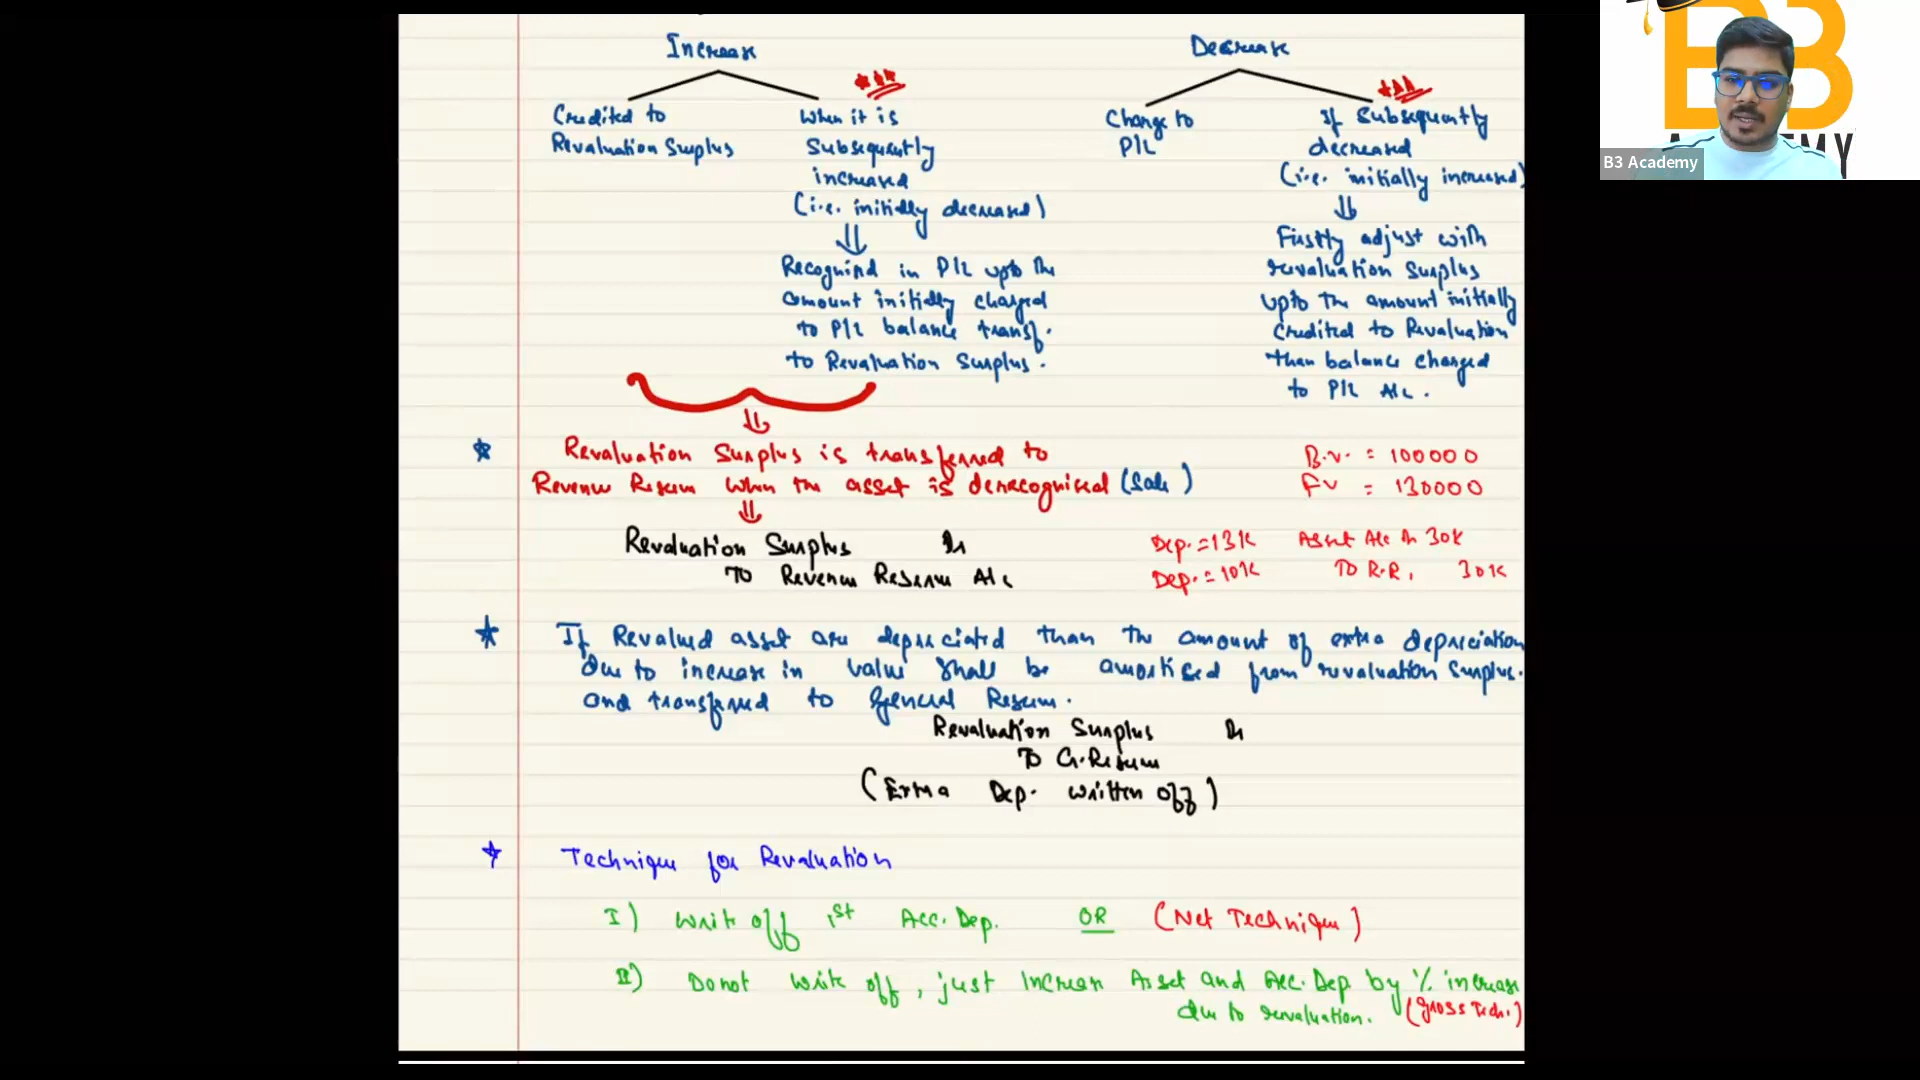 Increase
Decrease
Credited to
Revaluation Surplus
When it is
Subsequently
increased
(i.e. initially decreased)
Recognised in P/L upto the
amount initially charged
to P/L balance transf.
to Revaluation Surplus.
Charge to
P/L
If Subsequently
decreased
(i.e. initially increased)
Firstly adjust with
revaluation Surplus
upto the amount initially
Credited to Revaluation
than balance charged
to P/L A/c.
Revaluation Surplus is transferred to
Revenue Reserve when the asset is derecognised (Sale)
Revaluation Surplus Dr
To Revenue Reserve A/c
B.V. = 100000
FV = 130000
Dep. = 13K
Dep. = 10K
Asset A/c Dr 30K
To R.R. 30K
If Revalued asset are depreciated than the amount of extra depreciation
due to increase in value shall be amortised from revaluation surplus.
and transferred to General Reserve.
Revaluation Surplus Dr
To G.Reserve
(Extra Dep. written off)
Technique for Revaluation
I) Write off 1st Acc. Dep. OR (Net Technique)
II) Donot write off, just Increase Asset and Acc. Dep by % increase
due to revaluation. (Gross Tech.)
B3
B3 Academy